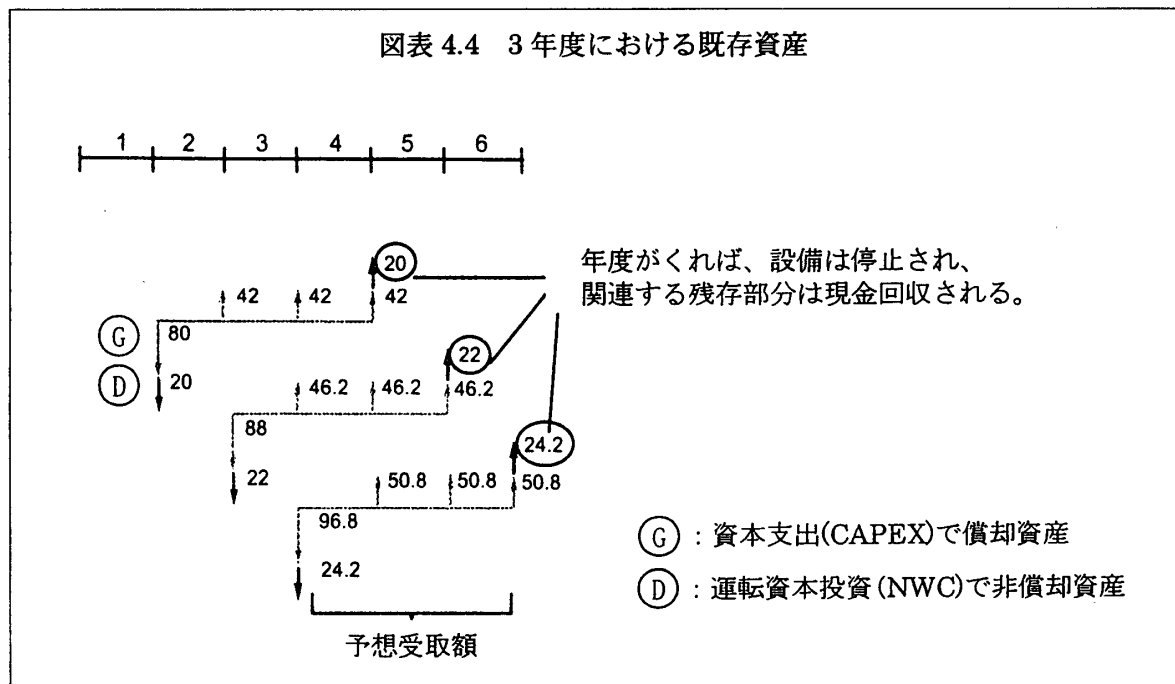 図表 4.4 3 年度における既存資産
1 2 3 4 5 6
20
年度がくれば、設備は停止され、
関連する残存部分は現金回収される。
42 42 42
G 80
22
D 20
46.2 46.2 46.2
88
24.2
22
50.8 50.8 50.8
96.8
G : 資本支出(CAPEX)で償却資産
24.2
D : 運転資本投資(NWC)で非償却資産
予想受取額